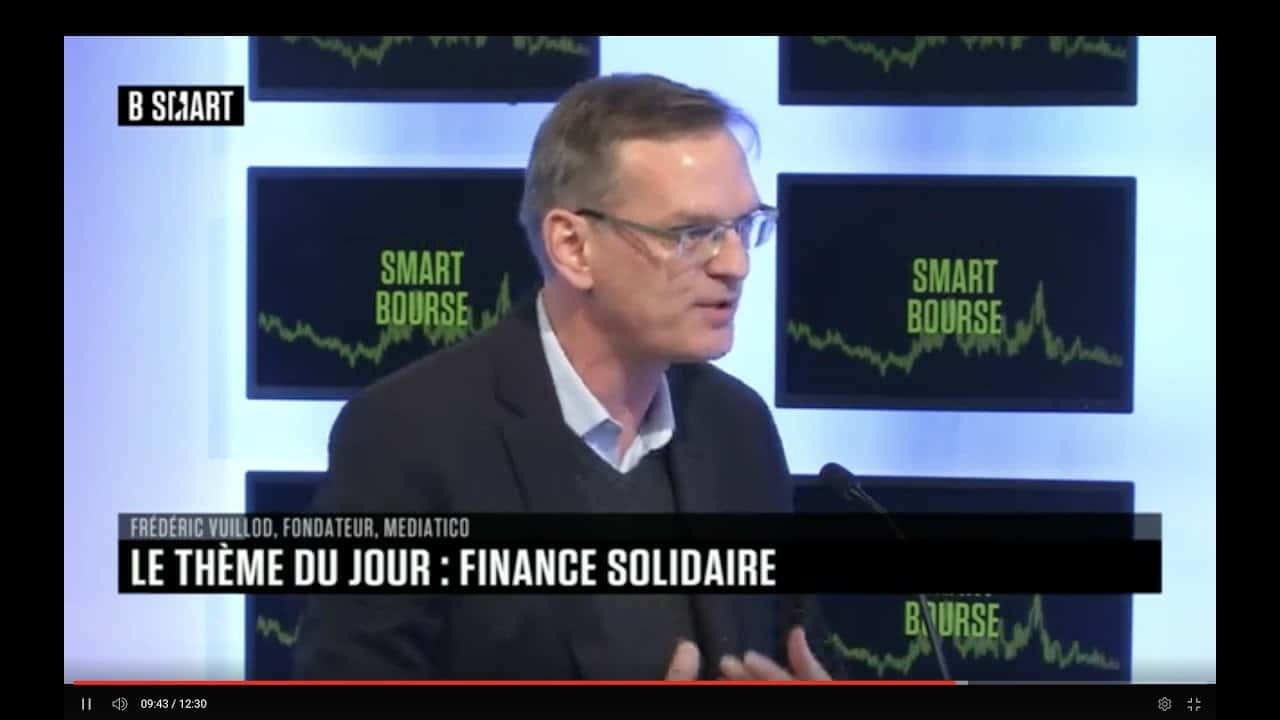 B SMART
SMART
BOURSE
SMART
BOURSE
FRÉDÉRIC VUILLOD, FONDATEUR, MEDIATICO
LE THÈME DU JOUR : FINANCE SOLIDAIRE
BOURSE
09:43 / 12:30